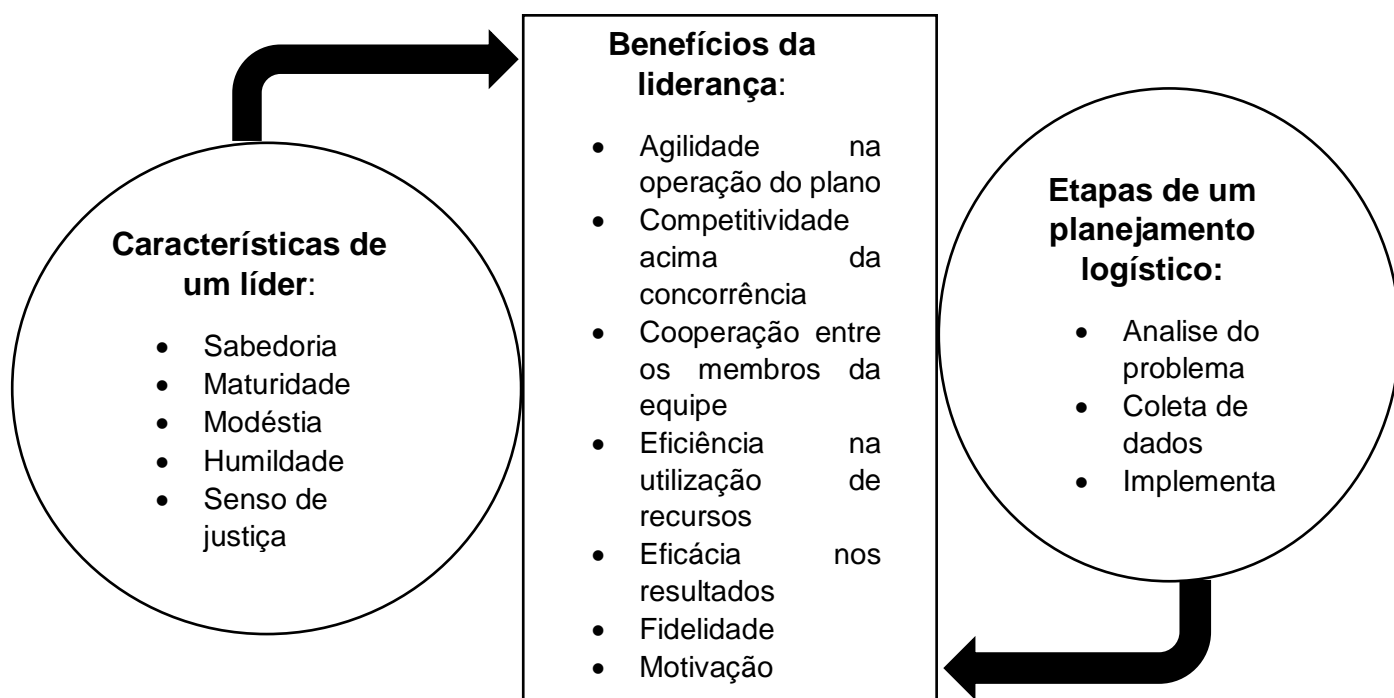 Característícas de
um líder:
• Sabedoria
• Maturidade
• Modéstia
• Humildade
• Senso de
justiça
Benefícios da
liderança:
• Agilidade na
operação do plano
• Competitividade
acima da
concorrência
• Cooperação entre
os membros da
equipe
• Eficiência na
utilização de
recursos
• Eficácia nos
resultados
• Fidelidade
• Motivação
Etapas de um
planejamento
logístico:
• Analise do
problema
• Coleta de
dados
• Implementa